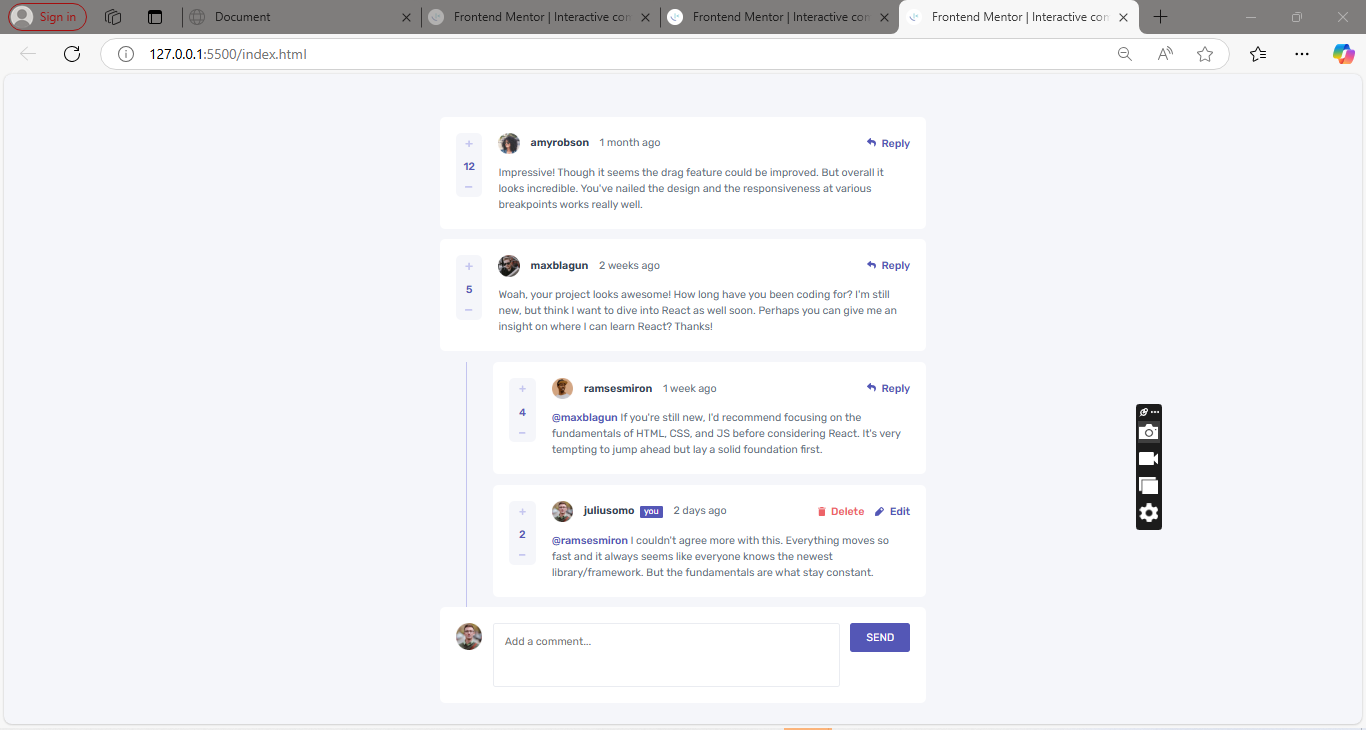 Sign in
Document
Frontend Mentor | Interactive con
Frontend Mentor | Interactive con
Frontend Mentor | Interactive con
127.0.0.1:5500/index.html
+
12
−
amyrobson 1 month ago
Reply
Impressive! Though it seems the drag feature could be improved. But overall it
looks incredible. You've nailed the design and the responsiveness at various
breakpoints works really well.
+
5
−
maxblagun 2 weeks ago
Reply
Woah, your project looks awesome! How long have you been coding for? I'm still
new, but think I want to dive into React as well soon. Perhaps you can give me an
insight on where I can learn React? Thanks!
+
4
−
ramsesmiron 1 week ago
Reply
@maxblagun If you're still new, I'd recommend focusing on the
fundamentals of HTML, CSS, and JS before considering React. It's very
tempting to jump ahead but lay a solid foundation first.
+
2
−
juliusomo you 2 days ago
Delete Edit
@ramsesmiron I couldn't agree more with this. Everything moves so
fast and it always seems like everyone knows the newest
library/framework. But the fundamentals are what stay constant.
Add a comment...
SEND